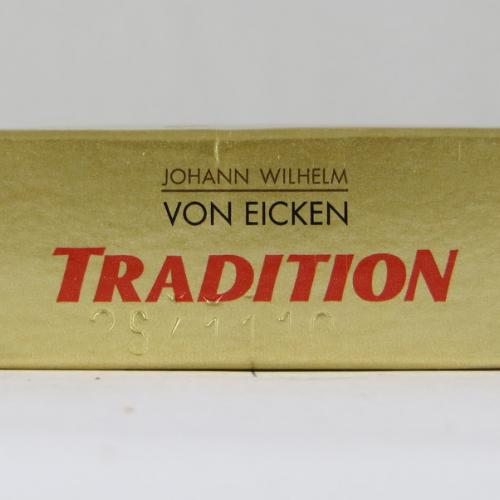 JOHANN WILHELM
VON EICKEN
TRADITION